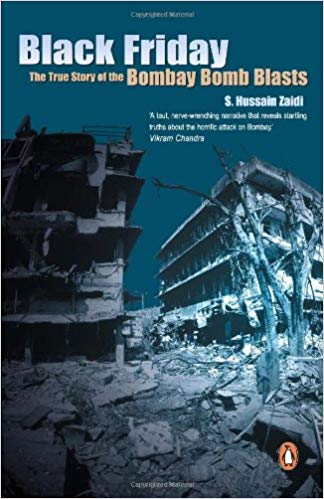 Black Friday
The True Story of the Bombay Bomb Blasts
S. Hussain Zaidi
'A taut, nerve-wrenching narrative that reveals startling
truths about the horrific attack on Bombay.'
Vikram Chandra